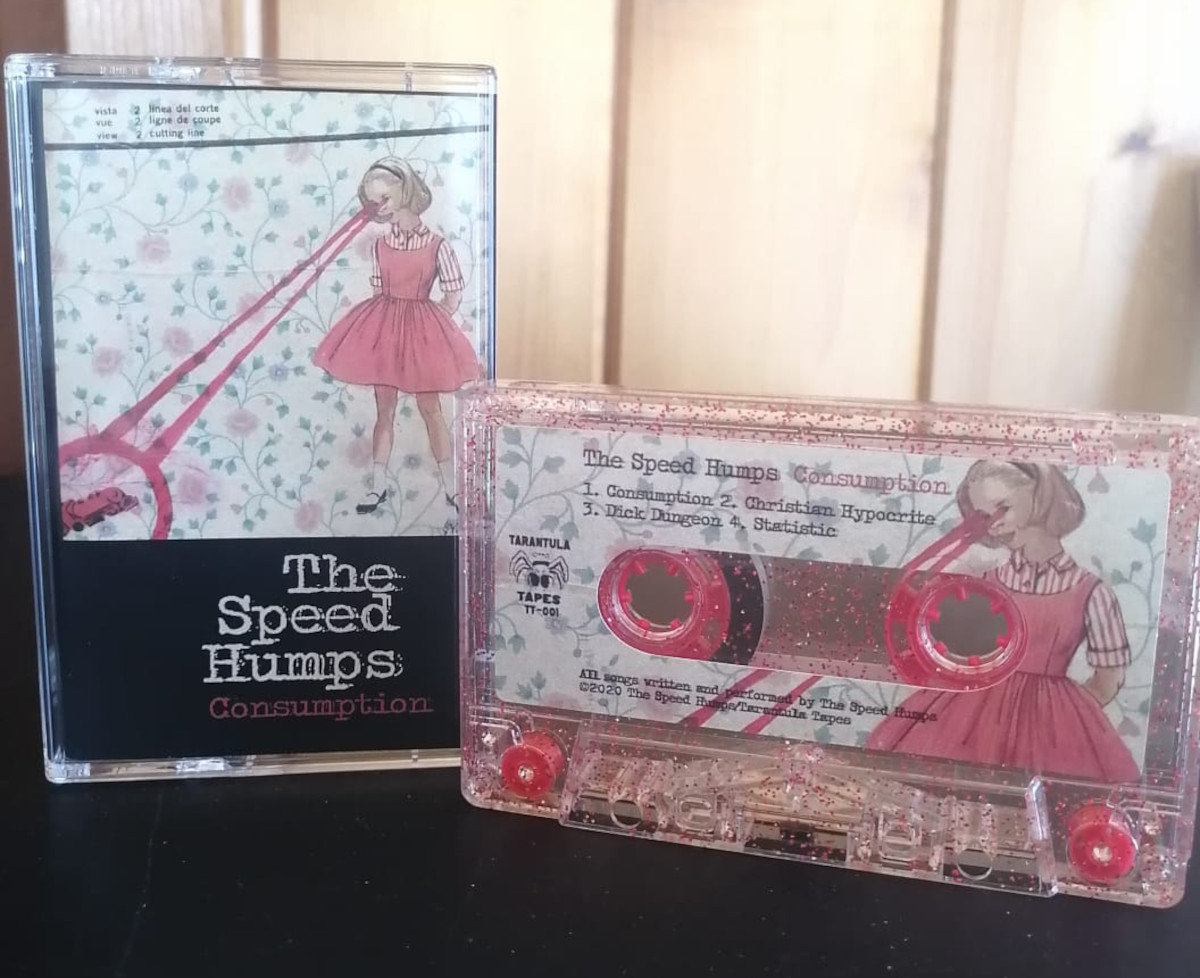 vista 2 linea del corte
vue 2 ligne de coupe
view 2 cutting line
The
Speed
Humps
Consumption
The Speed Humps Consumption
1. Consumption 2. Christian Hypocrite
3. Dick Dungeon 4. Statistic
TARANTULA
TAPES
TT-001
All songs written and performed by The Speed Humps
©2020 The Speed Humps/Tarantula Tapes